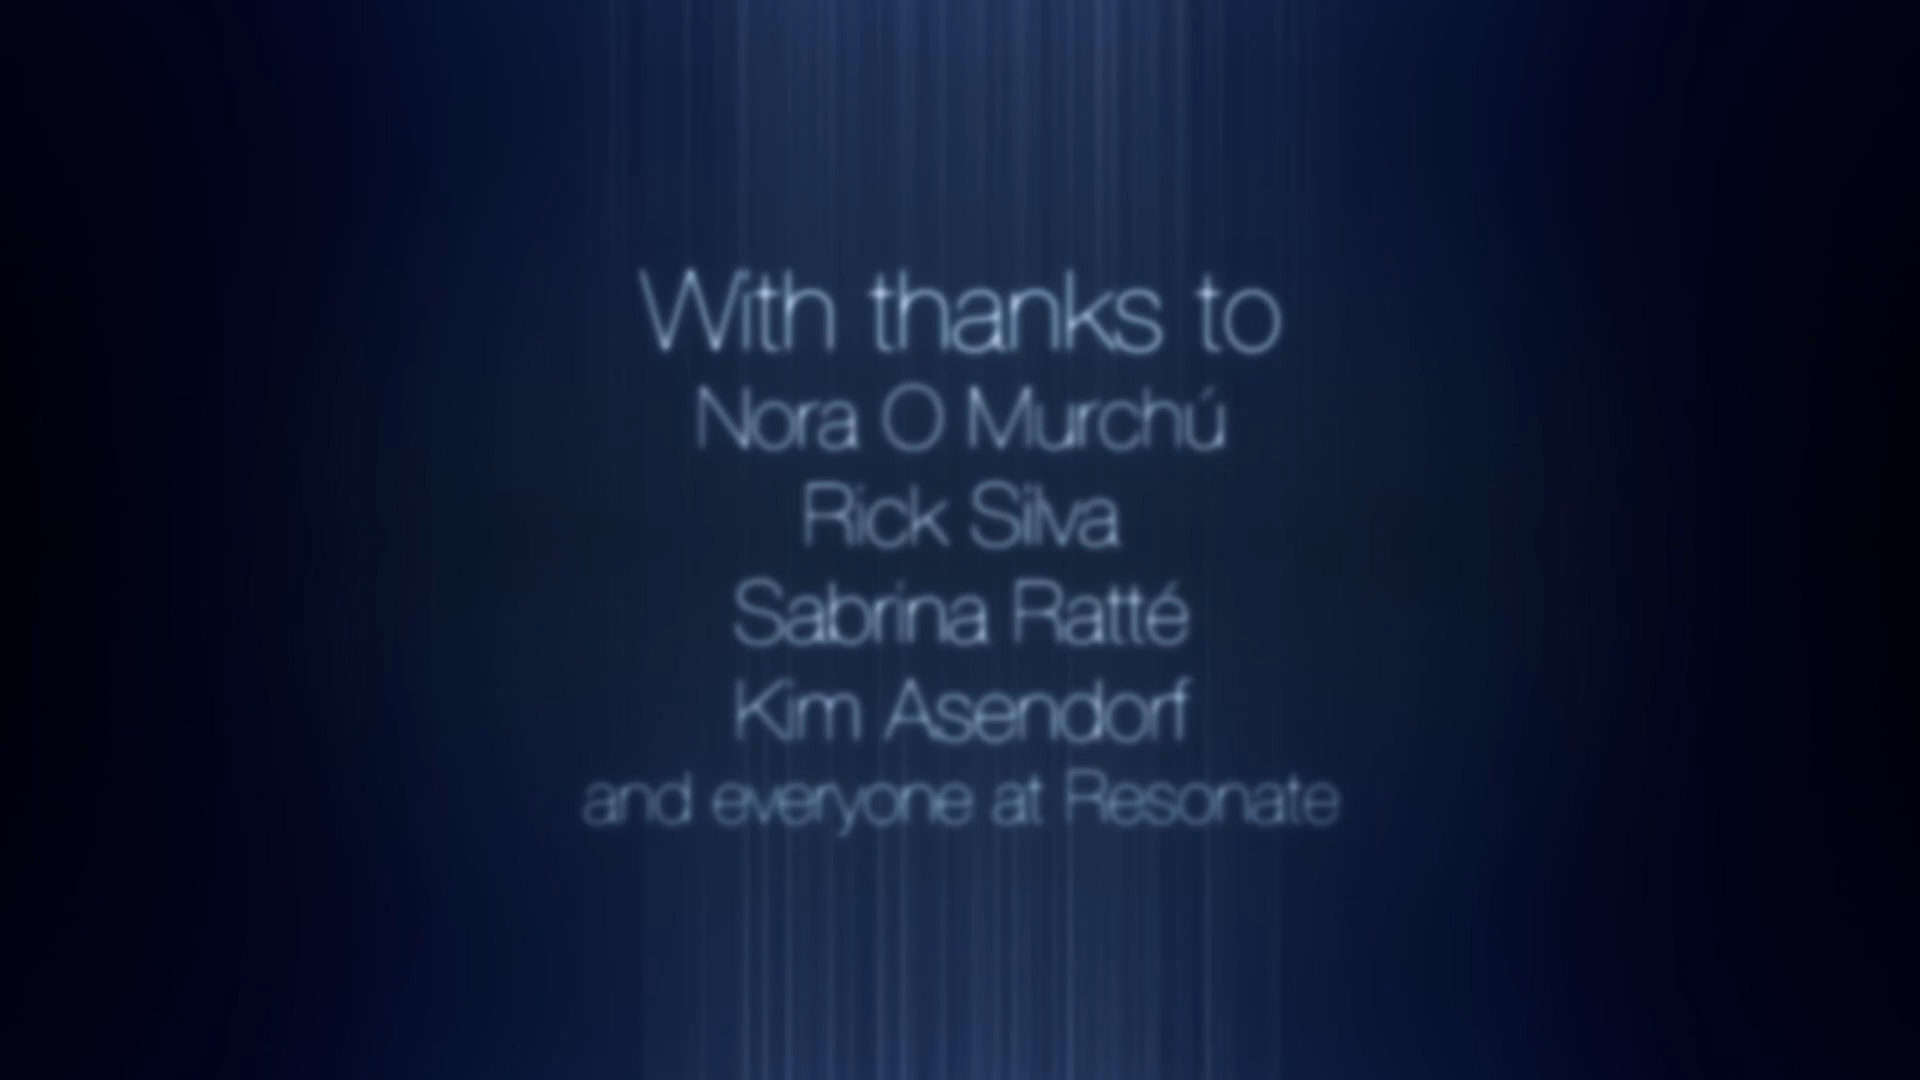 With thanks to
Nora O Murchú
Rick Silva
Sabrina Ratté
Kim Asendorf
and everyone at Resonate